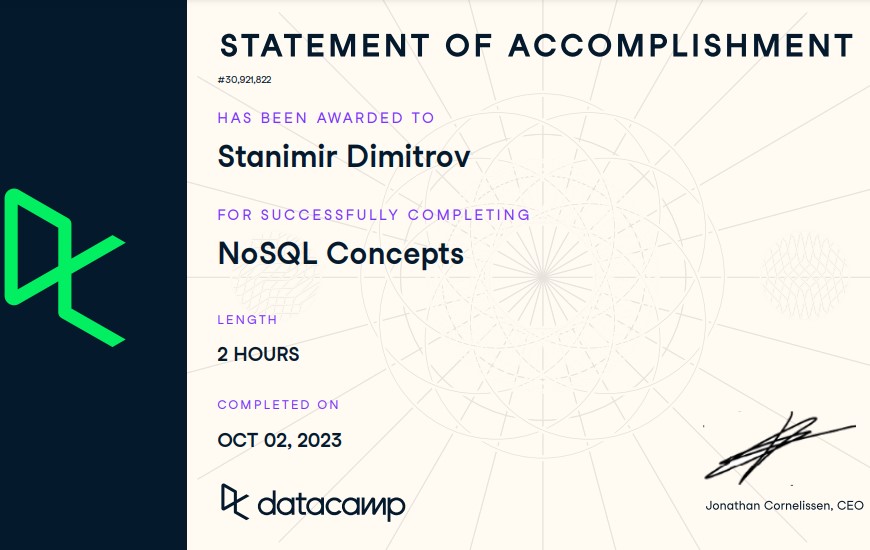 STATEMENT OF ACCOMPLISHMENT
#30,921,822
HAS BEEN AWARDED TO
Stanimir Dimitrov
FOR SUCCESSFULLY COMPLETING
NoSQL Concepts
LENGTH
2 HOURS
COMPLETED ON
OCT 02, 2023
datacamp
Jonathan Cornelissen, CEO